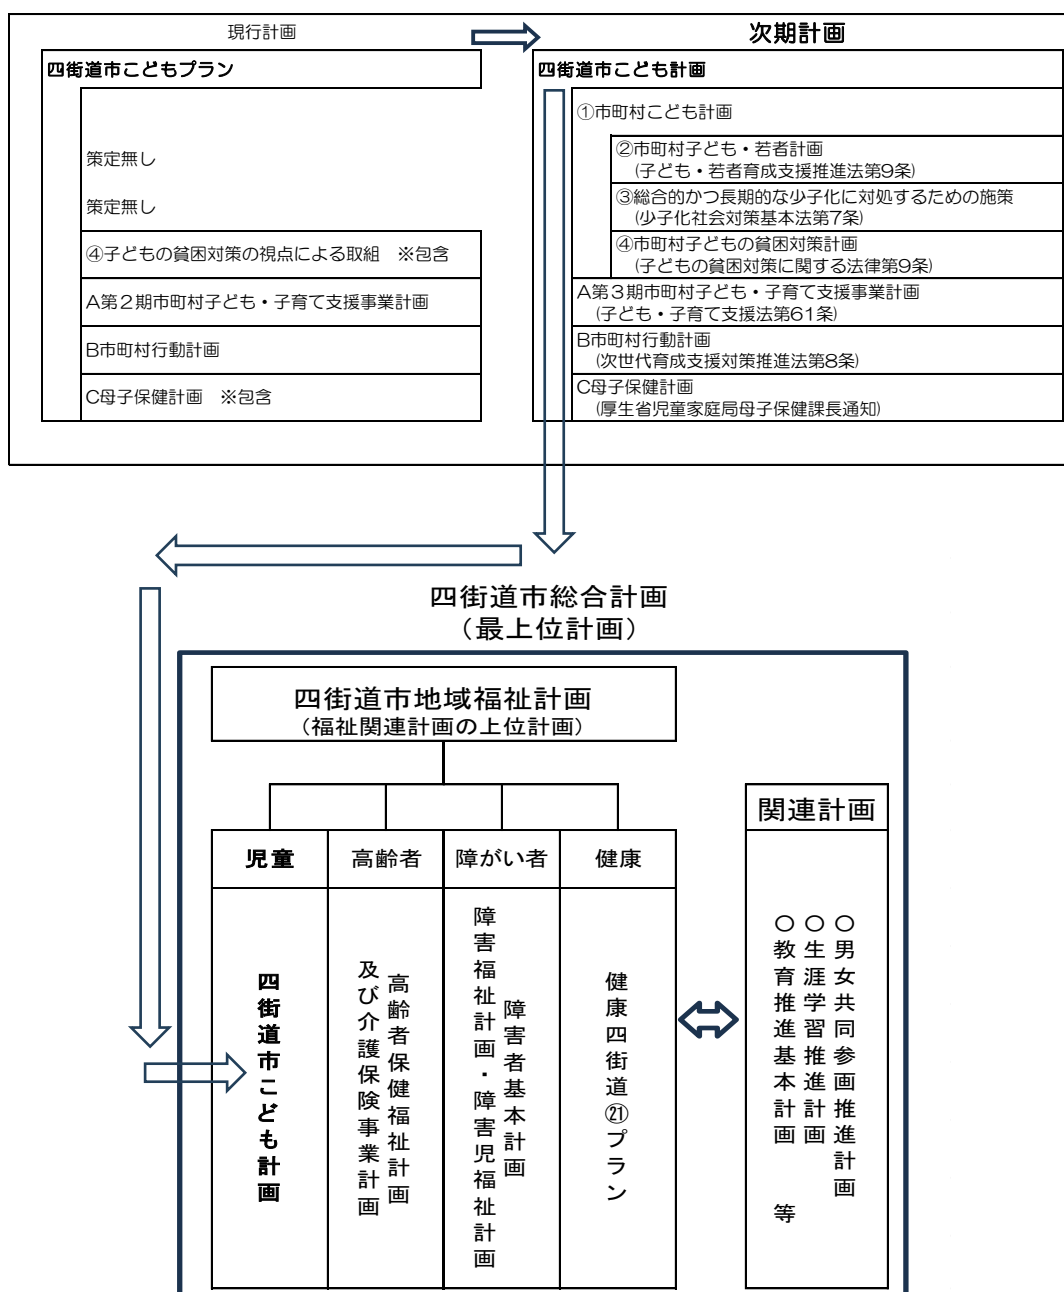 現行計画
次期計画
四街道市こどもプラン
策定無し
策定無し
④子どもの貧困対策の視点による取組　※包含
A第2期市町村子ども・子育て支援事業計画
B市町村行動計画
C母子保健計画　※包含
四街道市こども計画
①市町村こども計画
②市町村子ども・若者計画
(子ども・若者育成支援推進法第9条)
③総合的かつ長期的な少子化に対処するための施策
(少子化社会対策基本法第7条)
④市町村子どもの貧困対策計画
(子どもの貧困対策に関する法律第9条)
A第3期市町村子ども・子育て支援事業計画
(子ども・子育て支援法第61条)
B市町村行動計画
(次世代育成支援対策推進法第8条)
C母子保健計画
(厚生省児童家庭局母子保健課長通知)
四街道市総合計画
（最上位計画）
四街道市地域福祉計画
（福祉関連計画の上位計画）
児童
高齢者
障がい者
健康
四街道市こども計画
高齢者保健福祉計画
及び介護保険事業計画
障害者基本計画
障害福祉計画・障害児福祉計画
健康四街道㉑プラン
関連計画
○男女共同参画推進計画
○生涯学習推進計画
○教育推進基本計画　等